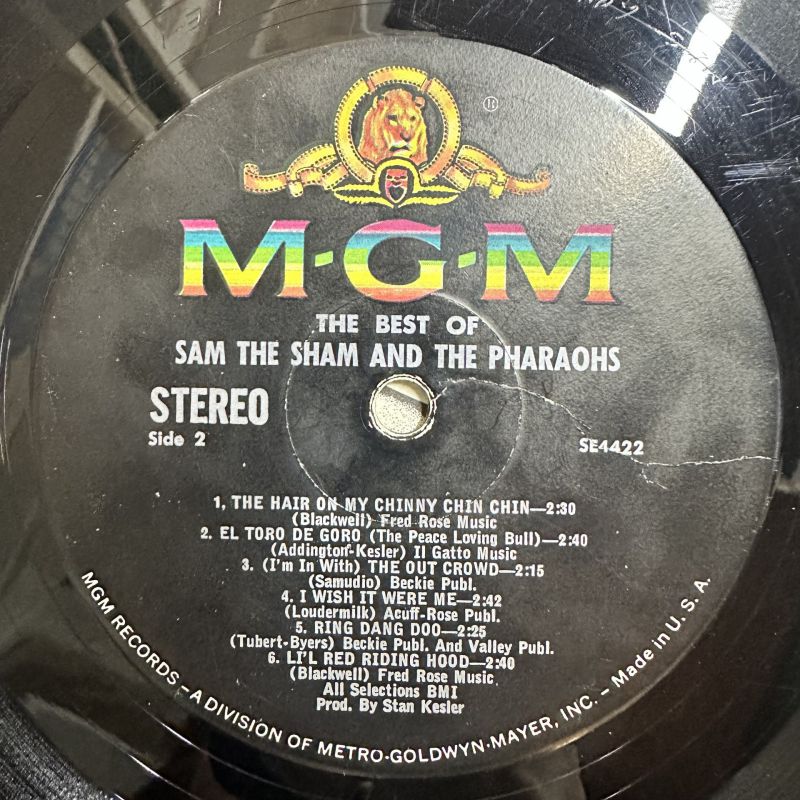 ®
M·G·M
THE BEST OF
SAM THE SHAM AND THE PHARAOHS
STEREO
Side 2
SE4422
1, THE HAIR ON MY CHINNY CHIN CHIN—2:30
(Blackwell) Fred Rose Music
2. EL TORO DE GORO (The Peace Loving Bull)—2:40
(Addington-Kesler) Il Gatto Music
3. (I'm In With) THE OUT CROWD—2:15
(Samudio) Beckie Publ.
4. I WISH IT WERE ME—2:42
(Loudermilk) Acuff-Rose Publ.
5. RING DANG DOO—2:25
(Tubert-Byers) Beckie Publ. And Valley Publ.
6. LI'L RED RIDING HOOD—2:40
(Blackwell) Fred Rose Music
All Selections BMI
Prod. By Stan Kesler
MGM RECORDS – A DIVISION OF METRO·GOLDWYN·MAYER, INC. – Made in U. S. A.